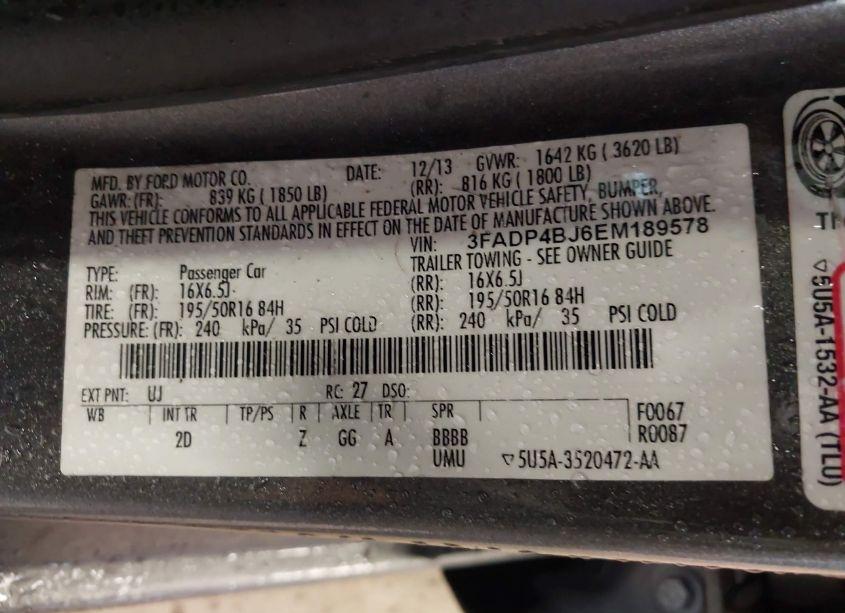 MFD. BY FORD MOTOR CO. DATE: 12/13 GVWR: 1642 KG ( 3620 LB)
GAWR: (FR): 839 KG ( 1850 LB) (RR): 816 KG ( 1800 LB)
THIS VEHICLE CONFORMS TO ALL APPLICABLE FEDERAL MOTOR VEHICLE SAFETY, BUMPER,
AND THEFT PREVENTION STANDARDS IN EFFECT ON THE DATE OF MANUFACTURE SHOWN ABOVE.
VIN: 3FADP4BJ6EM189578
TYPE: Passenger Car TRAILER TOWING - SEE OWNER GUIDE
RIM: (FR): 16X6.5J (RR): 16X6.5J
TIRE: (FR): 195/50R16 84H (RR): 195/50R16 84H
PRESSURE: (FR): 240 kPa/ 35 PSI COLD (RR): 240 kPa/ 35 PSI COLD
EXT PNT: UJ RC: 27 DSO:
WB INT TR TP/PS R AXLE TR SPR F0067
2D Z GG A BBBB R0087
UMU ▽5U5A-3520472-AA
▽5U5A-1532-AA (TLU)